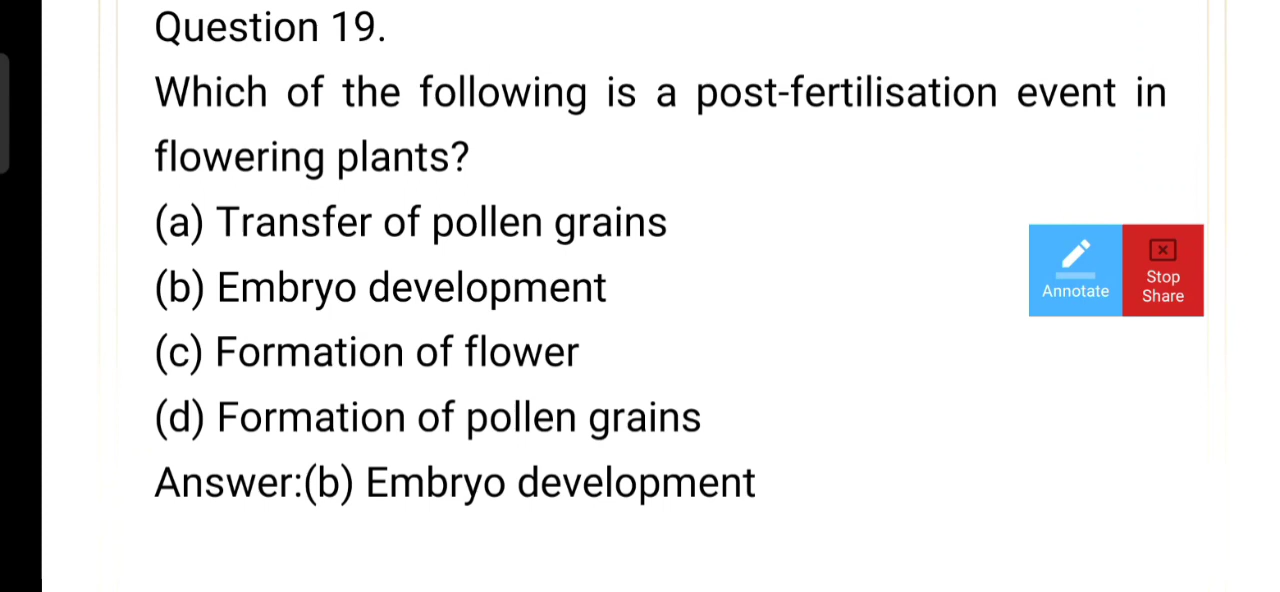 Question 19.
Which of the following is a post-fertilisation event in
flowering plants?
(a) Transfer of pollen grains
(b) Embryo development
(c) Formation of flower
(d) Formation of pollen grains
Answer:(b) Embryo development
Annotate
Stop
Share